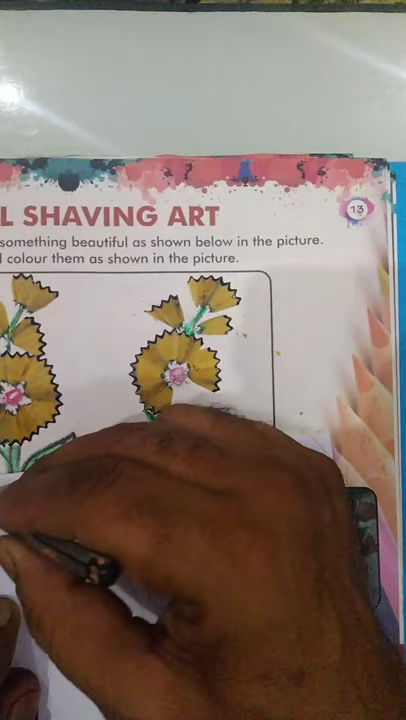 L SHAVING ART
13
something beautiful as shown below in the picture.
colour them as shown in the picture.